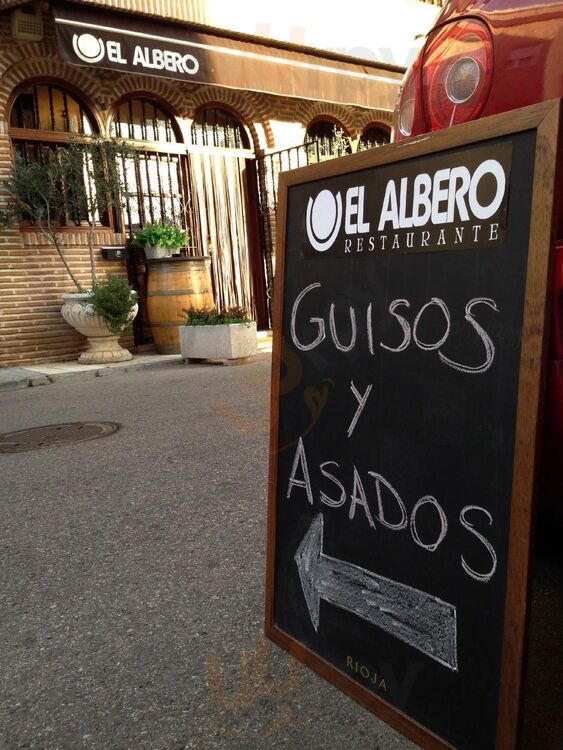 EL ALBERO
EL ALBERO
RESTAURANTE
GUISOS
Y
ASADOS
RIOJA